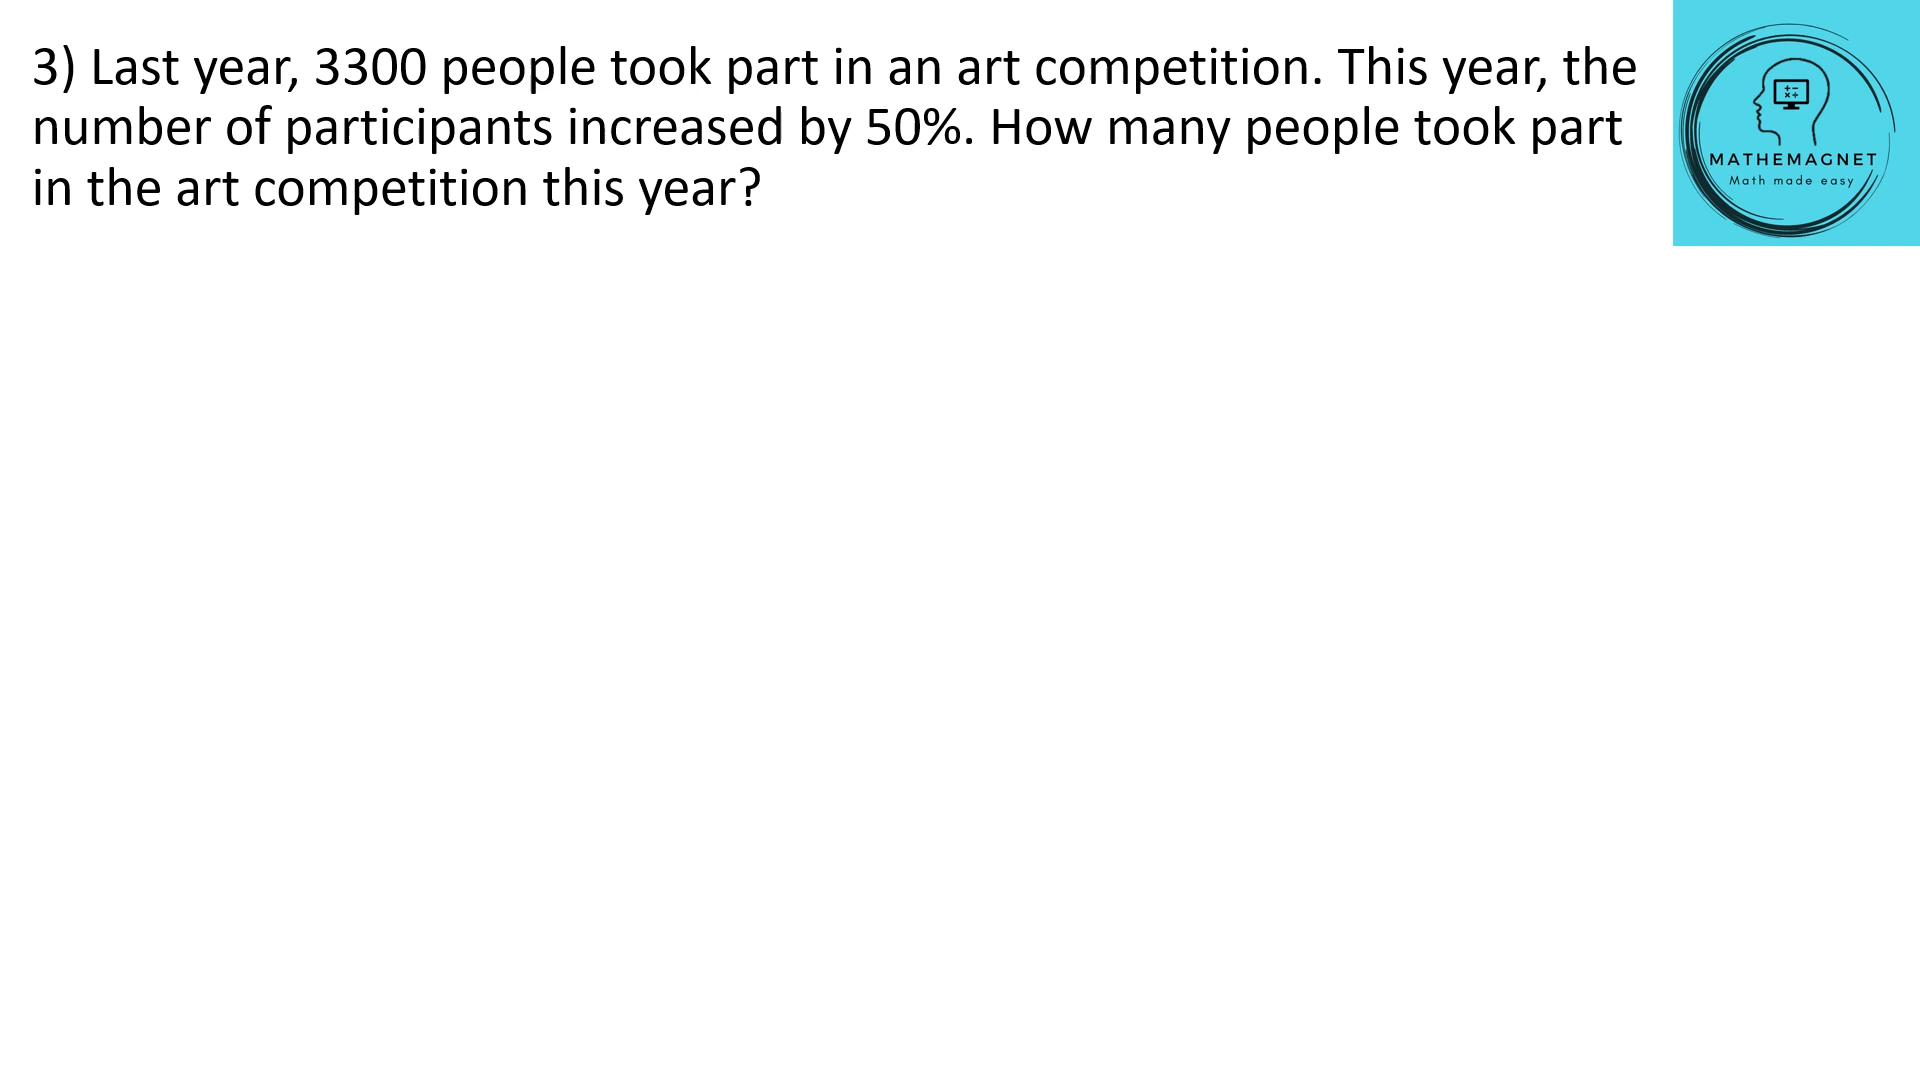 3) Last year, 3300 people took part in an art competition. This year, the
number of participants increased by 50%. How many people took part
in the art competition this year?
MATHEMAGNET
Math made easy